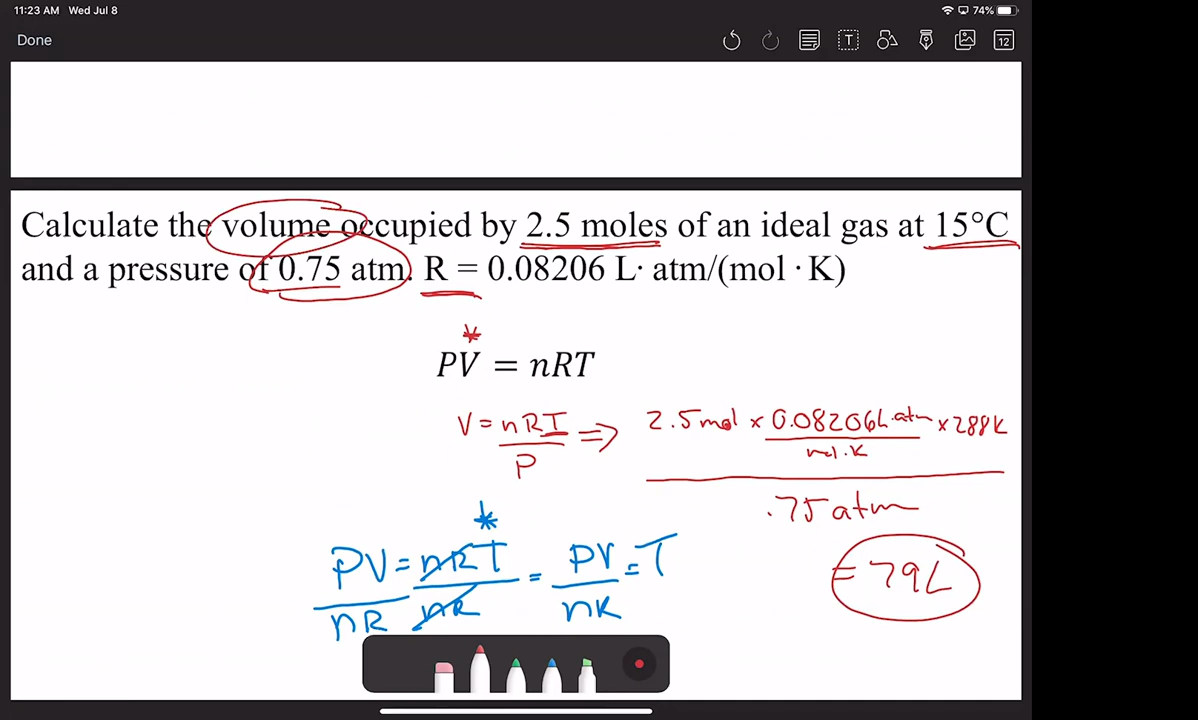 11:23 AM Wed Jul 8
74%
Done
T
12
Calculate the volume occupied by 2.5 moles of an ideal gas at 15°C
and a pressure of 0.75 atm. R = 0.08206 L· atm/(mol · K)
*
PV = nRT
V = nRT/P => 2.5 mol x 0.08206 L.atm/mol.K x 288K
.75 atm
= 79L
*
PV/nR = nRT/nR = PV/nR = T